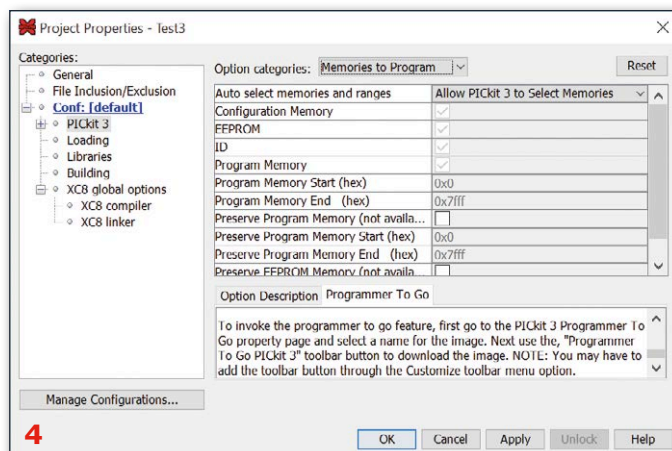 Project Properties - Test3
Categories:
General
File Inclusion/Exclusion
Conf: [default]
PICkit 3
Loading
Libraries
Building
XC8 global options
XC8 compiler
XC8 linker
Manage Configurations...
Option categories: Memories to Program
Reset
Auto select memories and ranges Allow PICkit 3 to Select Memories
Configuration Memory
EEPROM
ID
Program Memory
Program Memory Start (hex) 0x0
Program Memory End (hex) 0x7fff
Preserve Program Memory (not availa...
Preserve Program Memory Start (hex) 0x0
Preserve Program Memory End (hex) 0x7fff
Preserve EEPROM Memory (not availa...
Option Description Programmer To Go
To invoke the programmer to go feature, first go to the PICkit 3 Programmer To
Go property page and select a name for the image. Next use the, "Programmer
To Go PICkit 3" toolbar button to download the image. NOTE: You may have to
add the toolbar button through the Customize toolbar menu option.
4
OK Cancel Apply Unlock Help